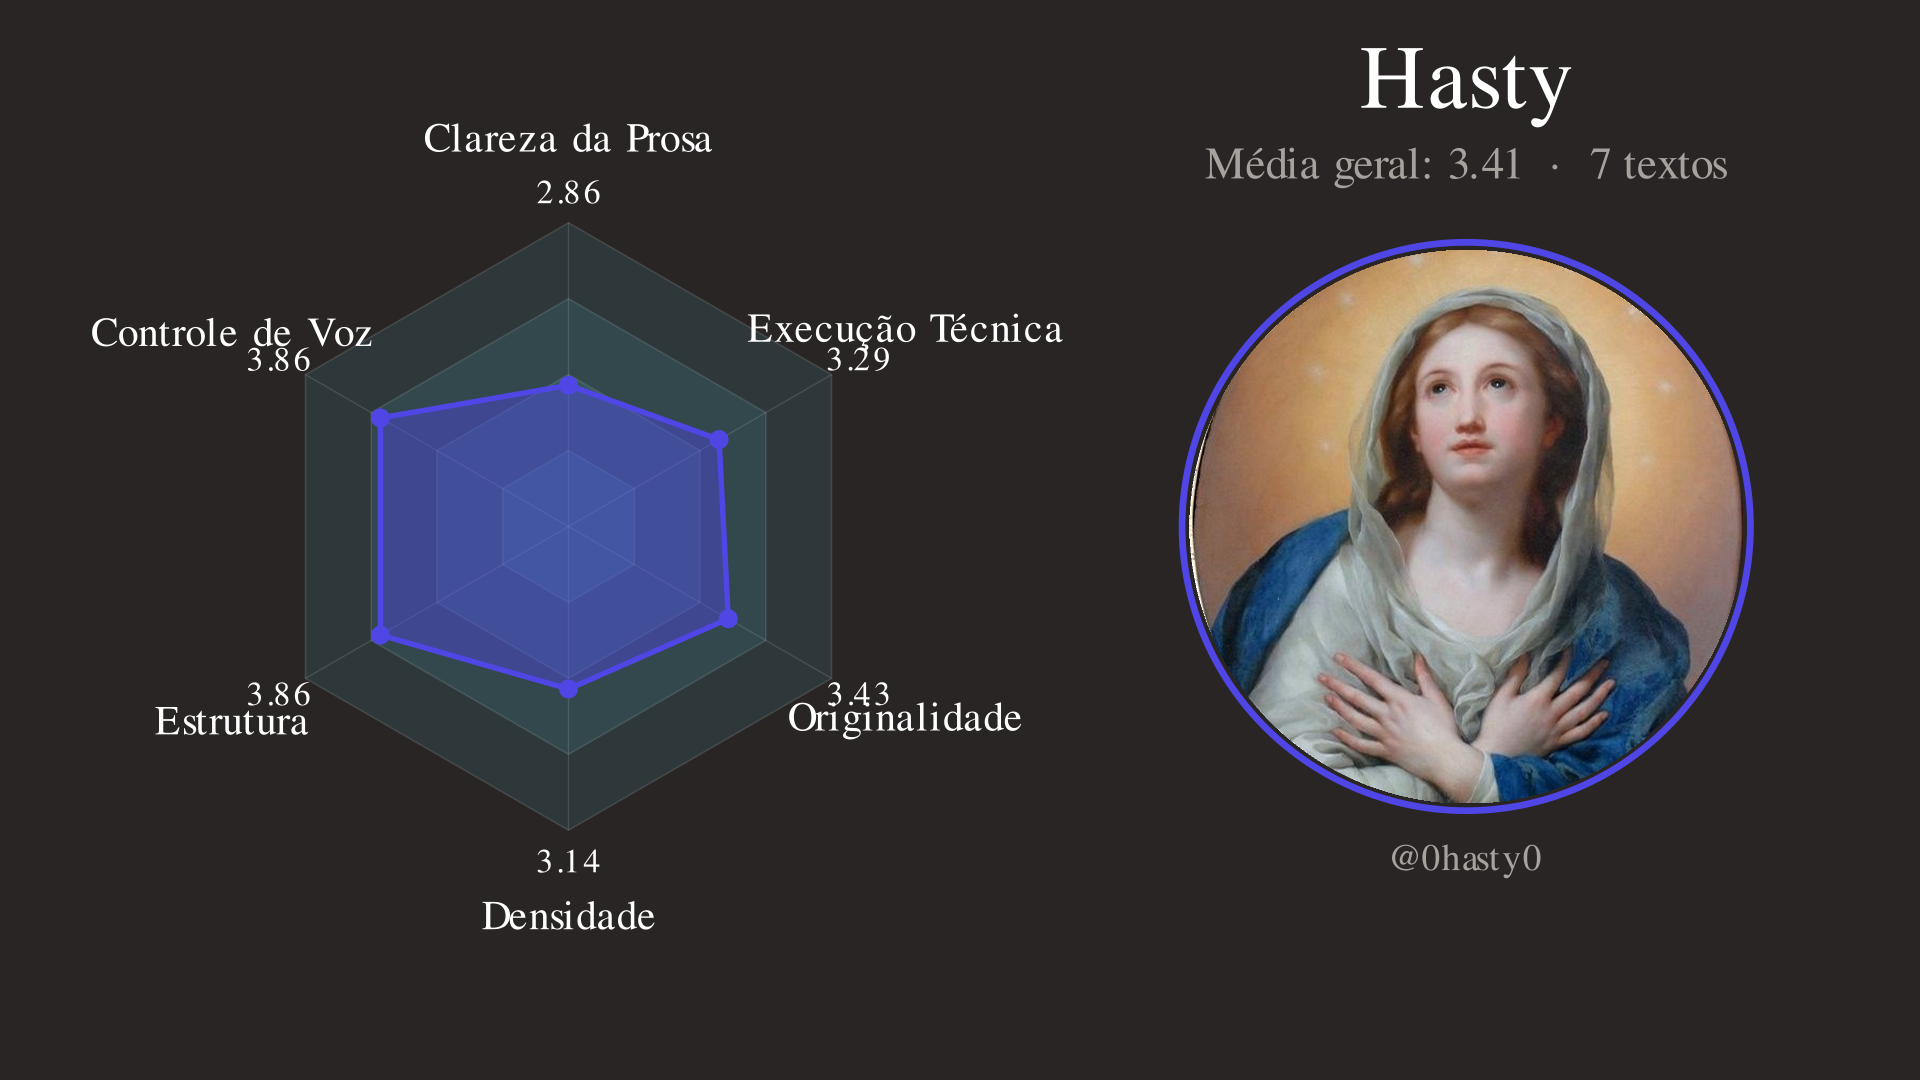 Hasty
Média geral: 3.41 · 7 textos
Clareza da Prosa
2.86
Controle de Voz
3.86
Execução Técnica
3.29
3.86
Estrutura
3.43
Originalidade
3.14
Densidade
@0hasty0